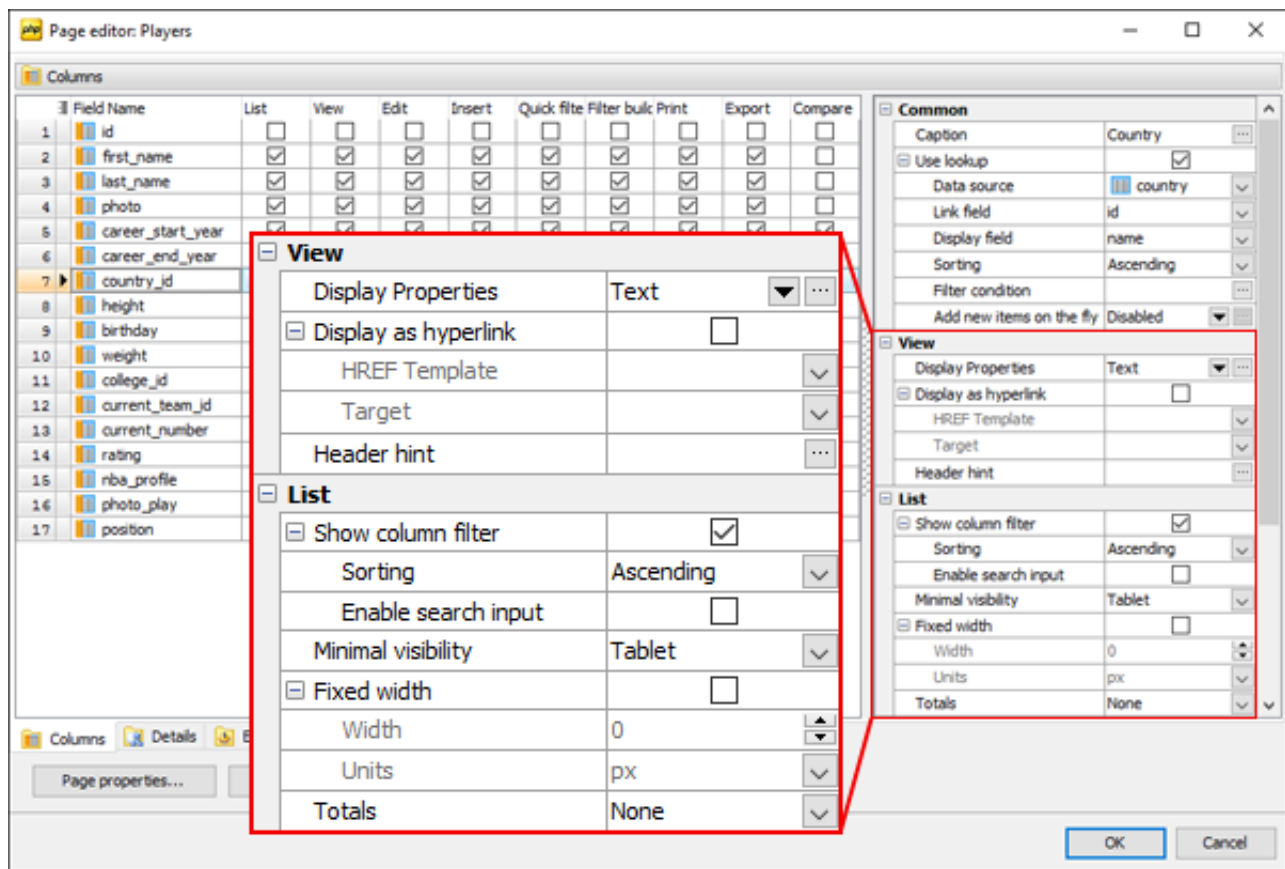 php Page editor: Players
Columns
Field Name List View Edit Insert Quick filte Filter builc Print Export Compare
1 id
2 first_name
3 last_name
4 photo
5 career_start_year
6 career_end_year
7 country_id
8 height
9 birthday
10 weight
11 college_id
12 current_team_id
13 current_number
14 rating
15 nba_profile
16 photo_play
17 position
View
Display Properties Text
Display as hyperlink
HREF Template
Target
Header hint
List
Show column filter
Sorting Ascending
Enable search input
Minimal visibility Tablet
Fixed width
Width 0
Units px
Totals None
Common
Caption Country
Use lookup
Data source country
Link field id
Display field name
Sorting Ascending
Filter condition
Add new items on the fly Disabled
View
Display Properties Text
Display as hyperlink
HREF Template
Target
Header hint
List
Show column filter
Sorting Ascending
Enable search input
Minimal visibility Tablet
Fixed width
Width 0
Units px
Totals None
Columns Details E
Page properties...
OK Cancel